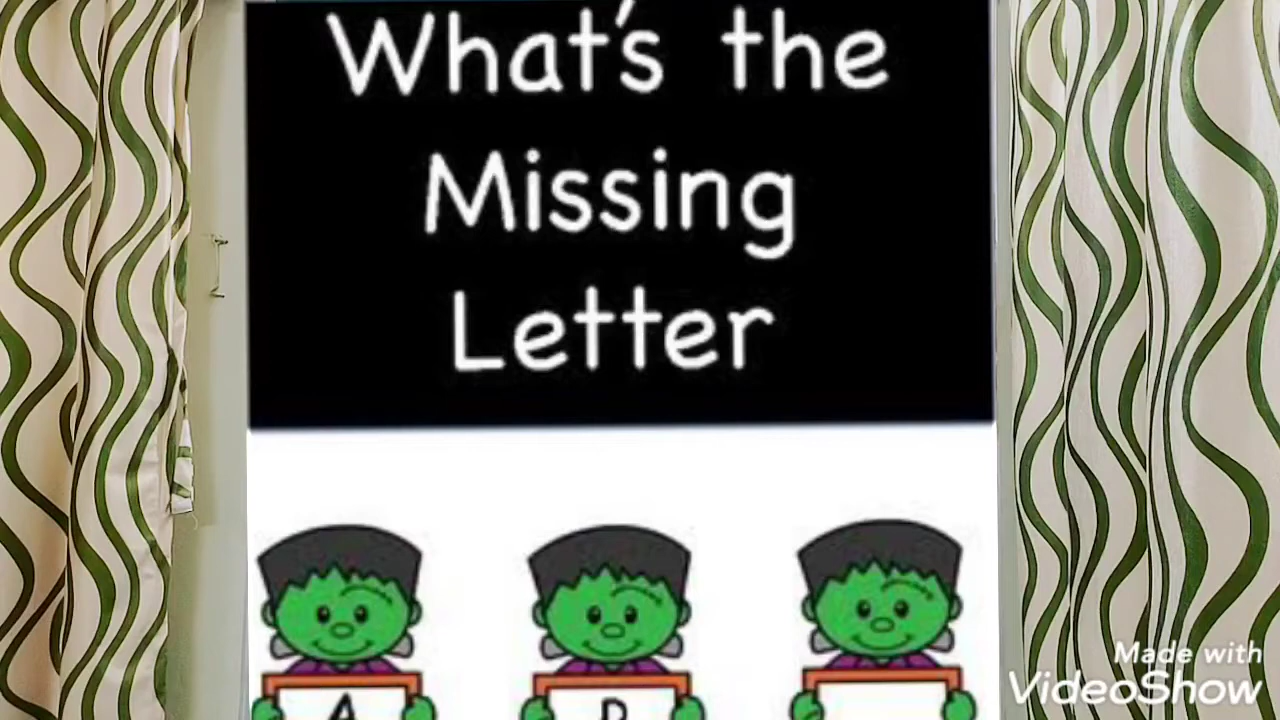 What's the
Missing
Letter
A
Made with
VideoShow